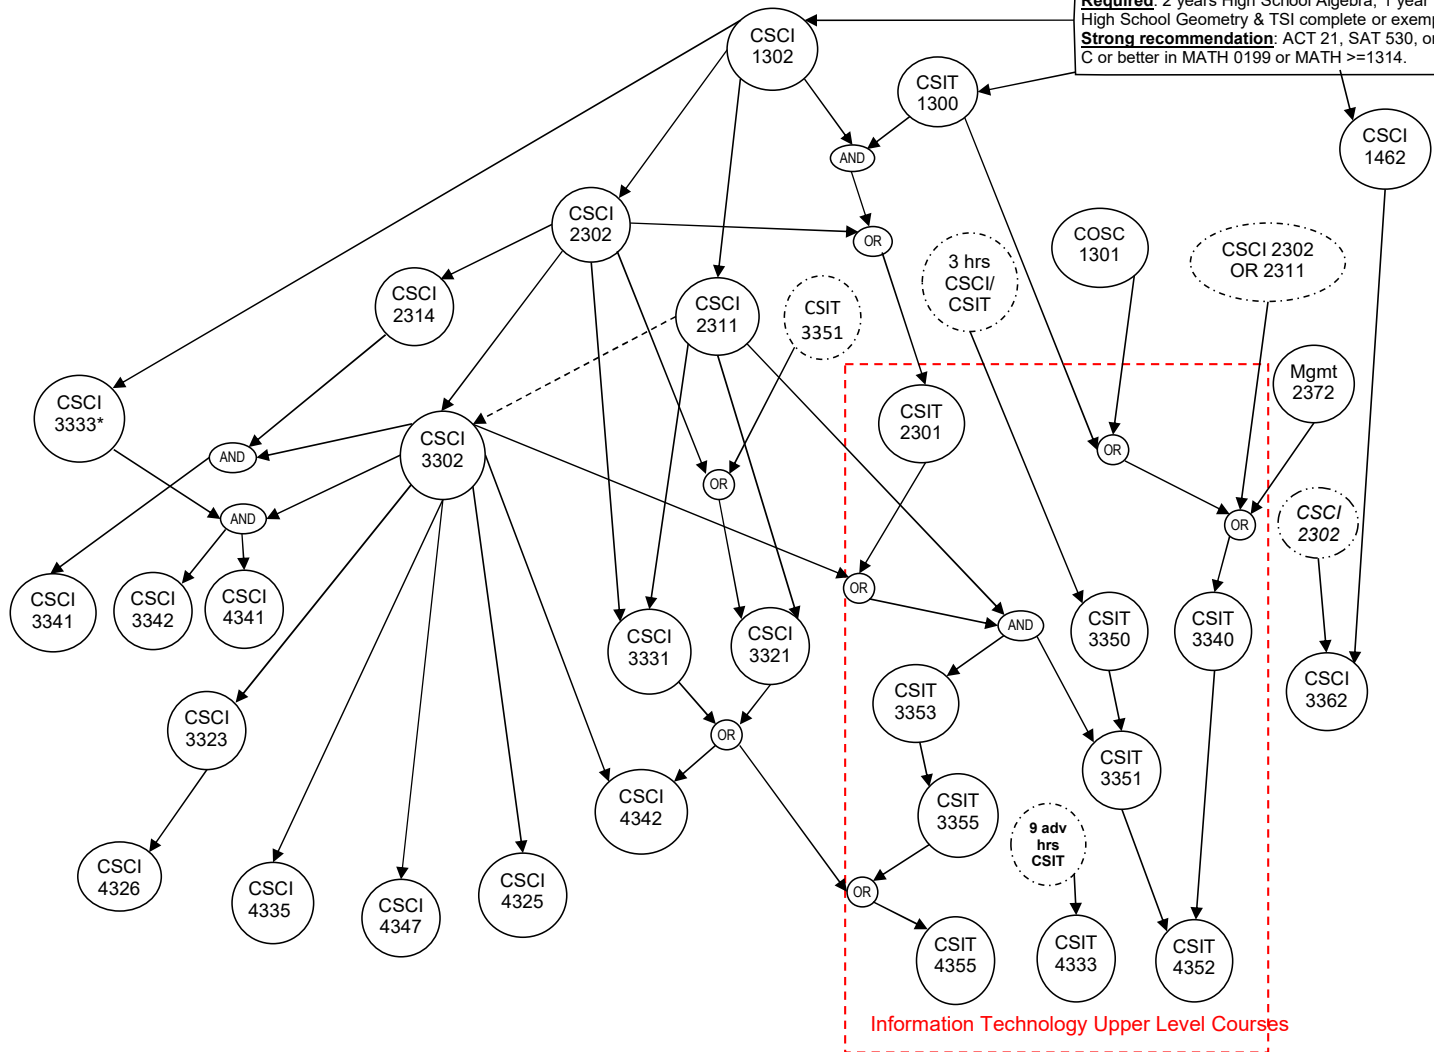 Required: 2 years High School Algebra, 1 year
High School Geometry & TSI complete or exemp
Strong recommendation: ACT 21, SAT 530, or
C or better in MATH 0199 or MATH >=1314.
CSCI
1302
CSIT
1300
CSCI
1462
AND
CSCI
2302
OR
COSC
1301
CSCI 2302
OR 2311
3 hrs
CSCI/
CSIT
CSCI
2314
CSCI
2311
CSIT
3351
Mgmt
2372
CSCI
3333*
CSIT
2301
CSCI
3302
AND
OR
OR
AND
OR
CSCI
2302
OR
CSCI
3341
CSCI
3342
CSCI
4341
CSCI
3331
CSCI
3321
AND
CSIT
3350
CSIT
3340
CSCI
3362
CSIT
3353
CSCI
3323
OR
CSIT
3351
CSCI
4342
CSIT
3355
9 adv
hrs
CSIT
CSCI
4326
CSCI
4335
CSCI
4347
CSCI
4325
OR
CSIT
4355
CSIT
4333
CSIT
4352
Information Technology Upper Level Courses